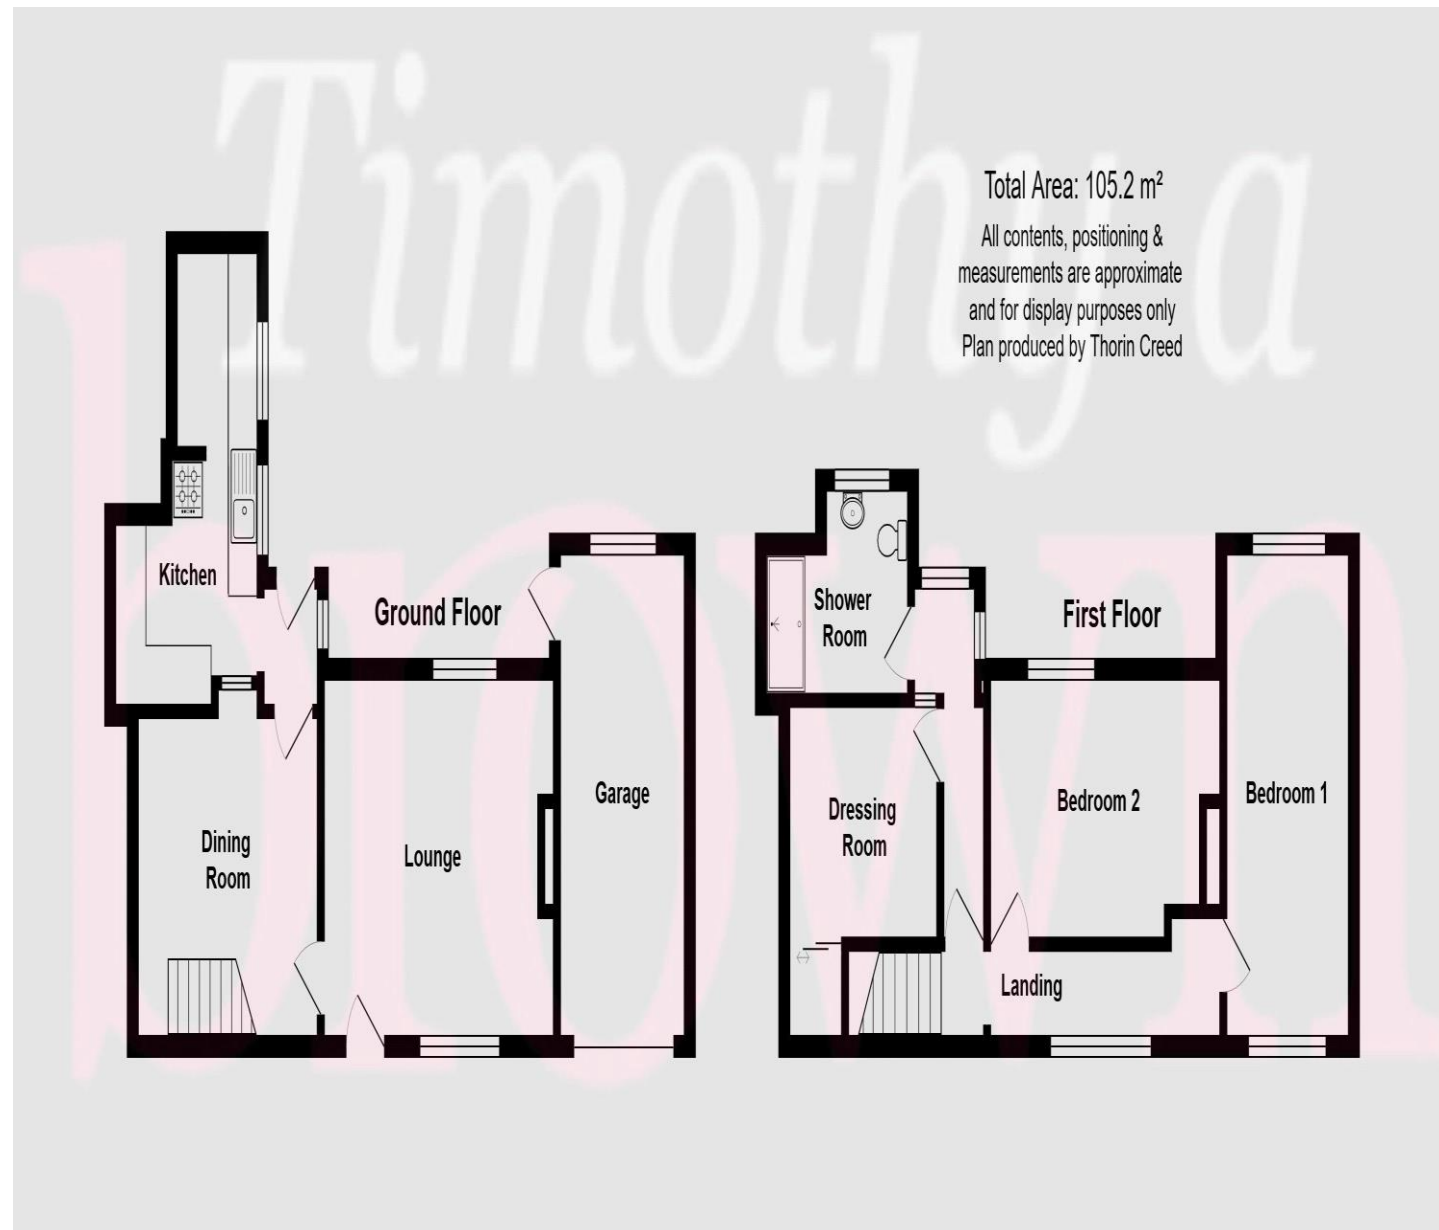 Timothy a
brown
Total Area: 105.2 m²
All contents, positioning &
measurements are approximate
and for display purposes only
Plan produced by Thorin Creed
Kitchen
Ground Floor
Dining
Room
Lounge
Garage
Shower
Room
First Floor
Dressing
Room
Bedroom 2
Bedroom 1
Landing